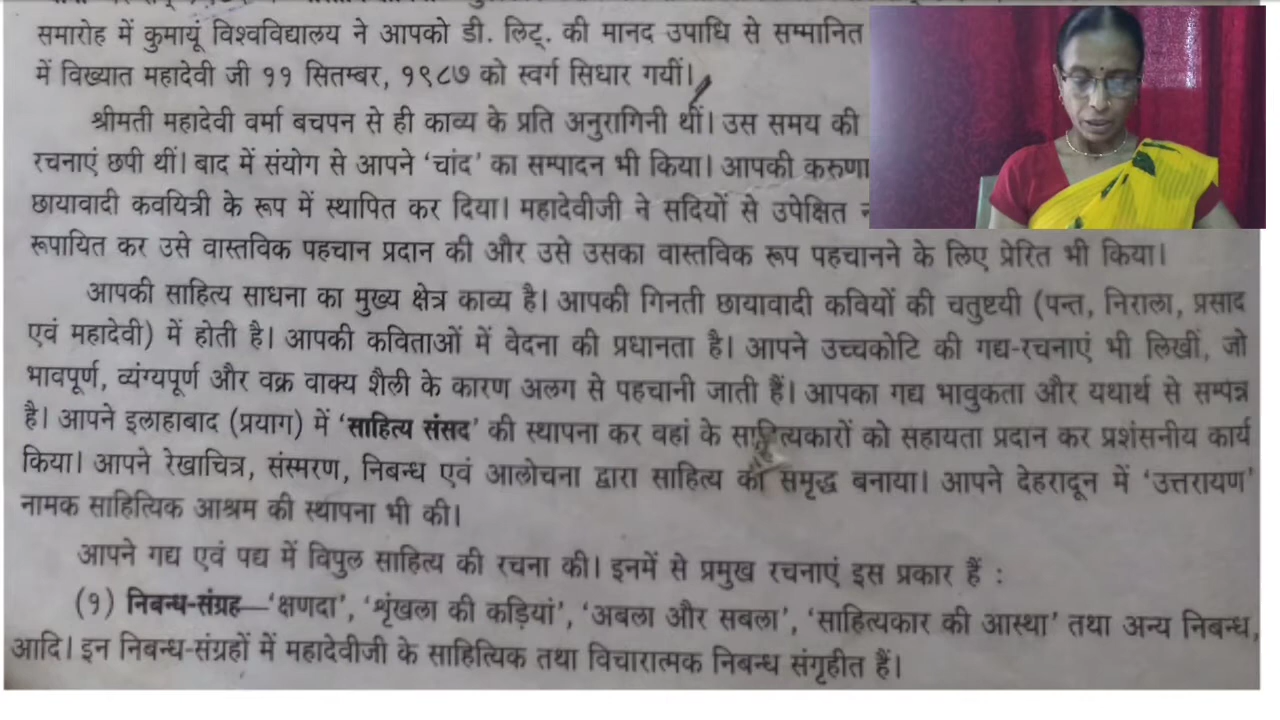 समारोह में कुमायूं विश्वविद्यालय ने आपको डी. लिट्. की मानद उपाधि से सम्मानित
में विख्यात महादेवी जी ११ सितम्बर, १९८७ को स्वर्ग सिधार गयीं।
श्रीमती महादेवी वर्मा बचपन से ही काव्य के प्रति अनुरागिनी थीं। उस समय की
रचनाएं छपी थीं। बाद में संयोग से आपने ‘चांद’ का सम्पादन भी किया। आपकी करुणा
छायावादी कवयित्री के रूप में स्थापित कर दिया। महादेवीजी ने सदियों से उपेक्षित
रूपायित कर उसे वास्तविक पहचान प्रदान की और उसे उसका वास्तविक रूप पहचानने के लिए प्रेरित भी किया।
आपकी साहित्य साधना का मुख्य क्षेत्र काव्य है। आपकी गिनती छायावादी कवियों की चतुष्टयी (पन्त, निराला, प्रसाद
एवं महादेवी) में होती है। आपकी कविताओं में वेदना की प्रधानता है। आपने उच्चकोटि की गद्य-रचनाएं भी लिखीं, जो
भावपूर्ण, व्यंग्यपूर्ण और वक्र वाक्य शैली के कारण अलग से पहचानी जाती हैं। आपका गद्य भावुकता और यथार्थ से सम्पन्न
है। आपने इलाहाबाद (प्रयाग) में ‘साहित्य संसद’ की स्थापना कर वहां के साहित्यकारों को सहायता प्रदान कर प्रशंसनीय कार्य
किया। आपने रेखाचित्र, संस्मरण, निबन्ध एवं आलोचना द्वारा साहित्य को समृद्ध बनाया। आपने देहरादून में ‘उत्तरायण’
नामक साहित्यिक आश्रम की स्थापना भी की।
आपने गद्य एवं पद्य में विपुल साहित्य की रचना की। इनमें से प्रमुख रचनाएं इस प्रकार हैं :
(१) निबन्ध-संग्रह—‘क्षणदा’, ‘शृंखला की कड़ियां’, ‘अबला और सबला’, ‘साहित्यकार की आस्था’ तथा अन्य निबन्ध,
आदि। इन निबन्ध-संग्रहों में महादेवीजी के साहित्यिक तथा विचारात्मक निबन्ध संगृहीत हैं।